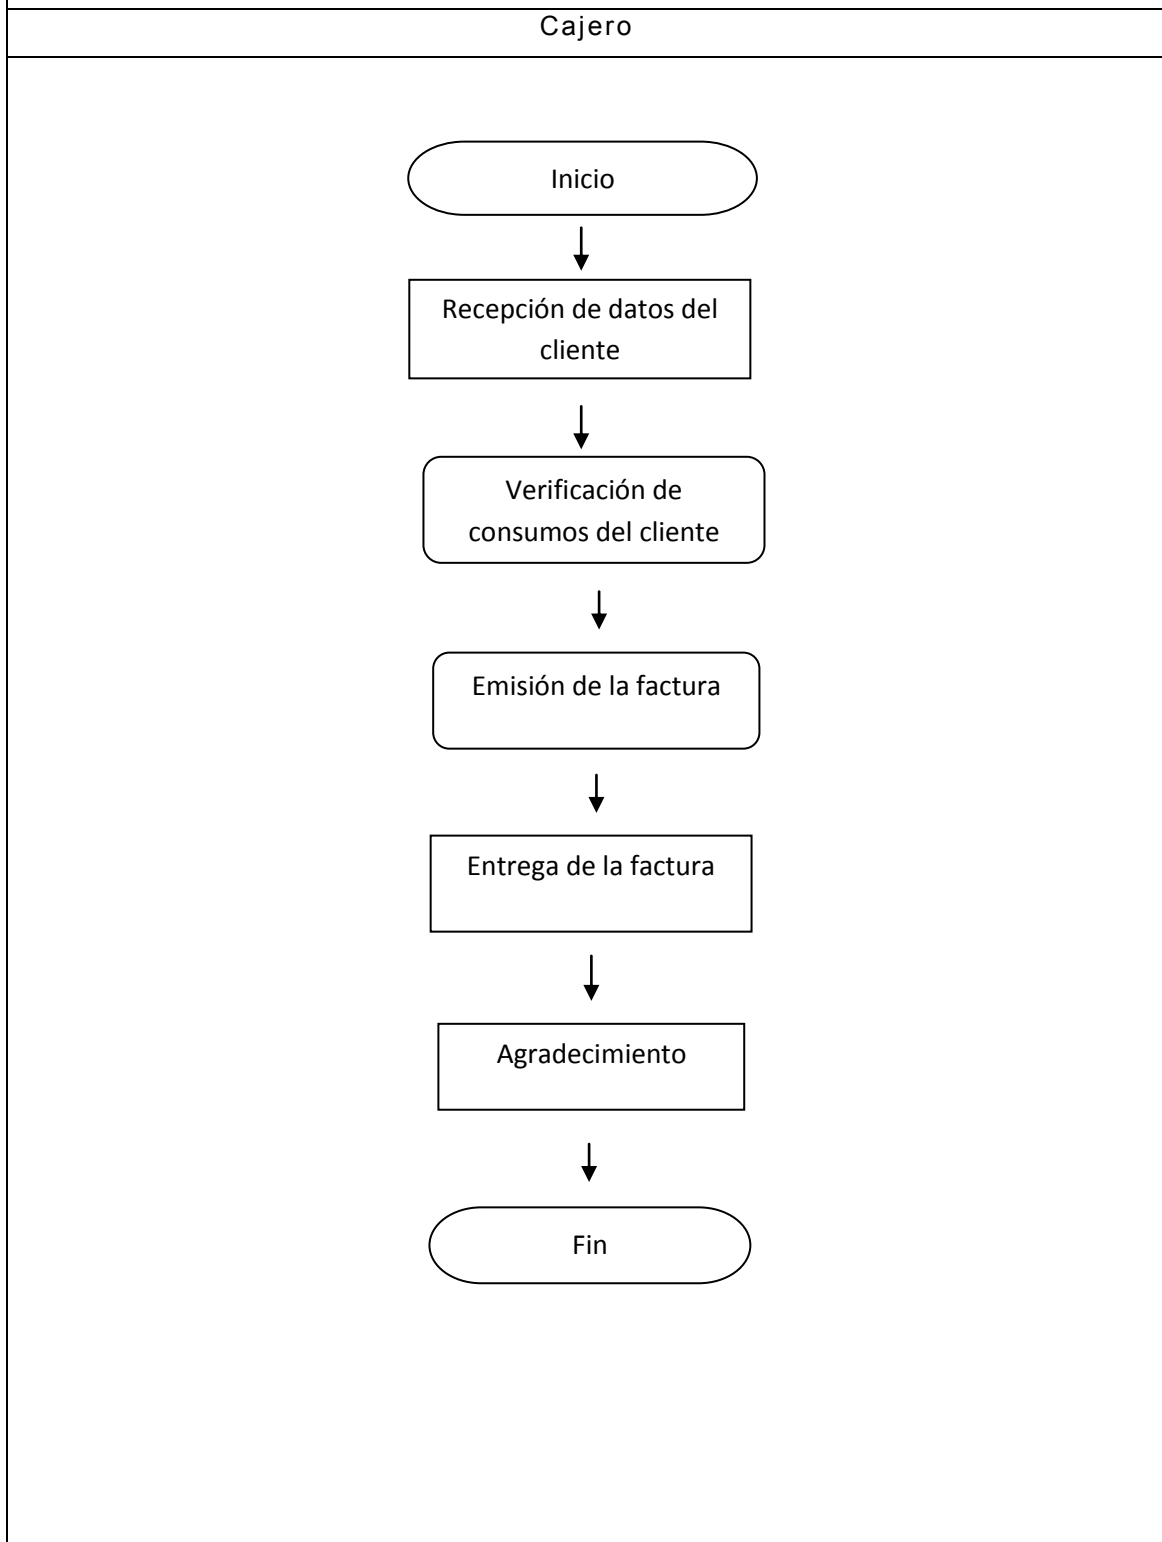 Cajero
Inicio
Recepción de datos del
cliente
Verificación de
consumos del cliente
Emisión de la factura
Entrega de la factura
Agradecimiento
Fin